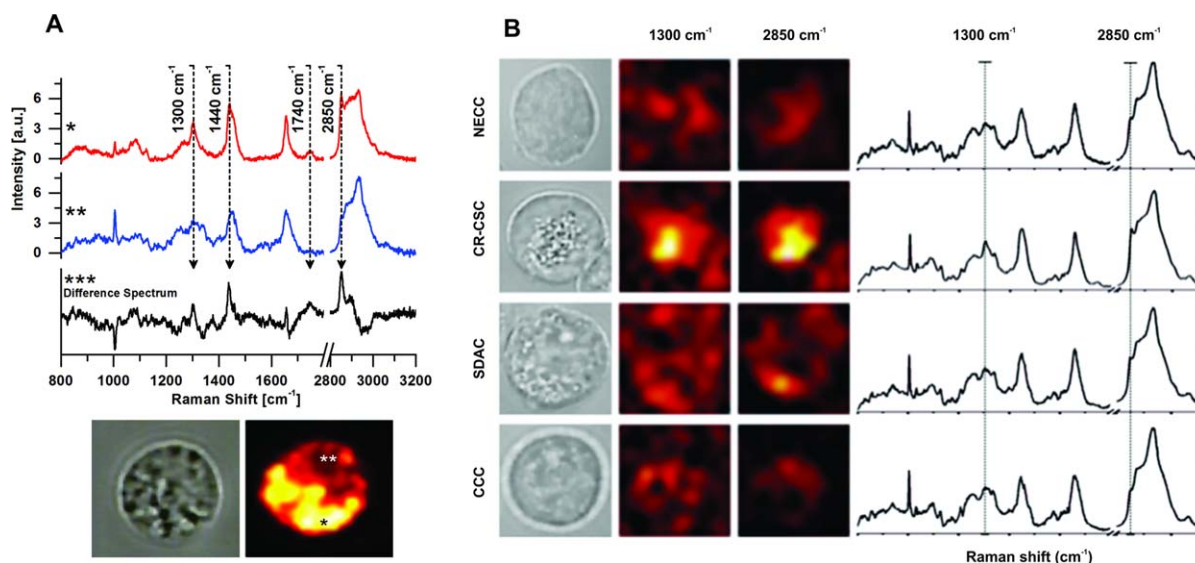 A
1300 cm-1
1440 cm-1
1740 cm-1
2850 cm-1
Intensity [a.u.]
6
3
0
*
6
3
0
**
***
Difference Spectrum
800 1000 1200 1400 1600 2800 3000 3200
Raman Shift [cm-1]
**
*
B
1300 cm-1 2850 cm-1 1300 cm-1 2850 cm-1
NECC
CR-CSC
SDAC
CCC
Raman shift (cm-1)